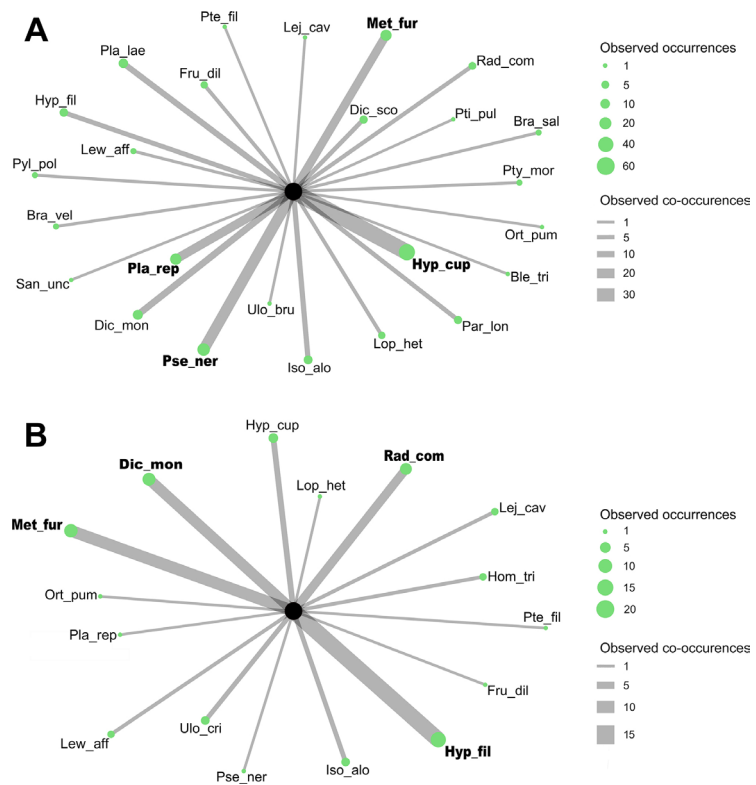 A
Pte_fil
Lej_cav
Met_fur
Pla_lae
Fru_dil
Rad_com
Hyp_fil
Dic_sco
Pti_pul
Bra_sal
Lew_aff
Pyl_pol
Pty_mor
Bra_vel
Ort_pum
Pla_rep
Hyp_cup
San_unc
Ble_tri
Dic_mon
Ulo_bru
Par_lon
Pse_ner
Lop_het
Iso_alo
Observed occurrences
1
5
10
20
40
60
Observed co-occurences
1
5
10
20
30
B
Hyp_cup
Dic_mon
Rad_com
Lop_het
Met_fur
Lej_cav
Hom_tri
Ort_pum
Pte_fil
Pla_rep
Fru_dil
Ulo_cri
Lew_aff
Hyp_fil
Pse_ner
Iso_alo
Observed occurrences
1
5
10
15
20
Observed co-occurences
1
5
10
15